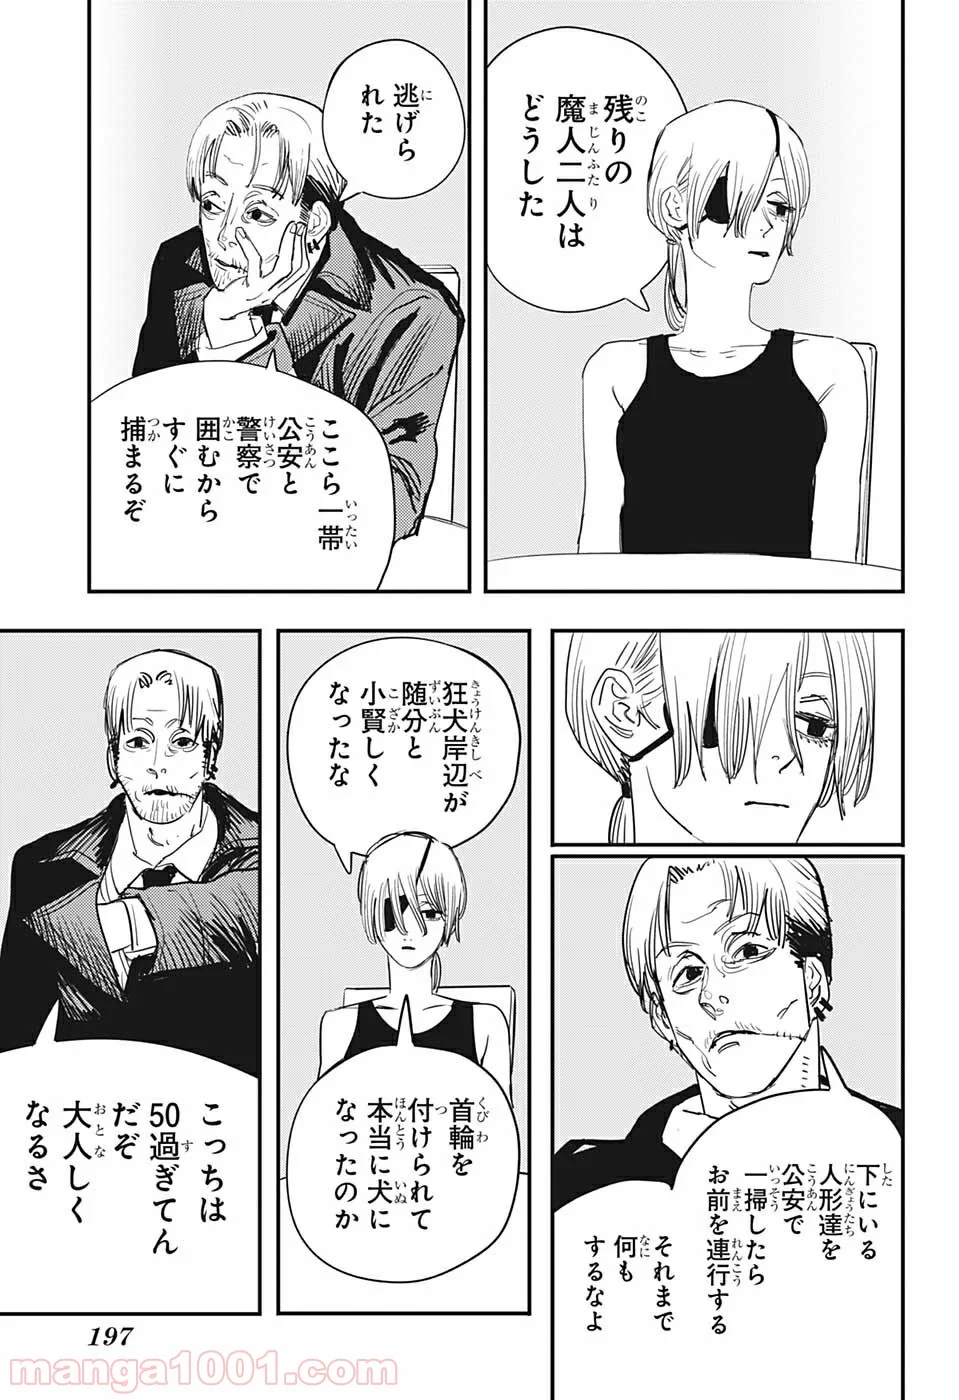 残りの
魔人二人は
どうした
逃げら
れた
ここら一帯
公安と
警察で
囲むから
すぐに
捕まるぞ
下にいる
人形達を
公安で
一掃したら
お前を連行する
それまで
何も
するなよ
狂犬岸辺が
随分と
小賢しく
なったな
首輪を
付けられて
本当に犬に
なったのか
こっちは
50過ぎてん
だぞ
大人しく
なるさ
197
manga1001.com